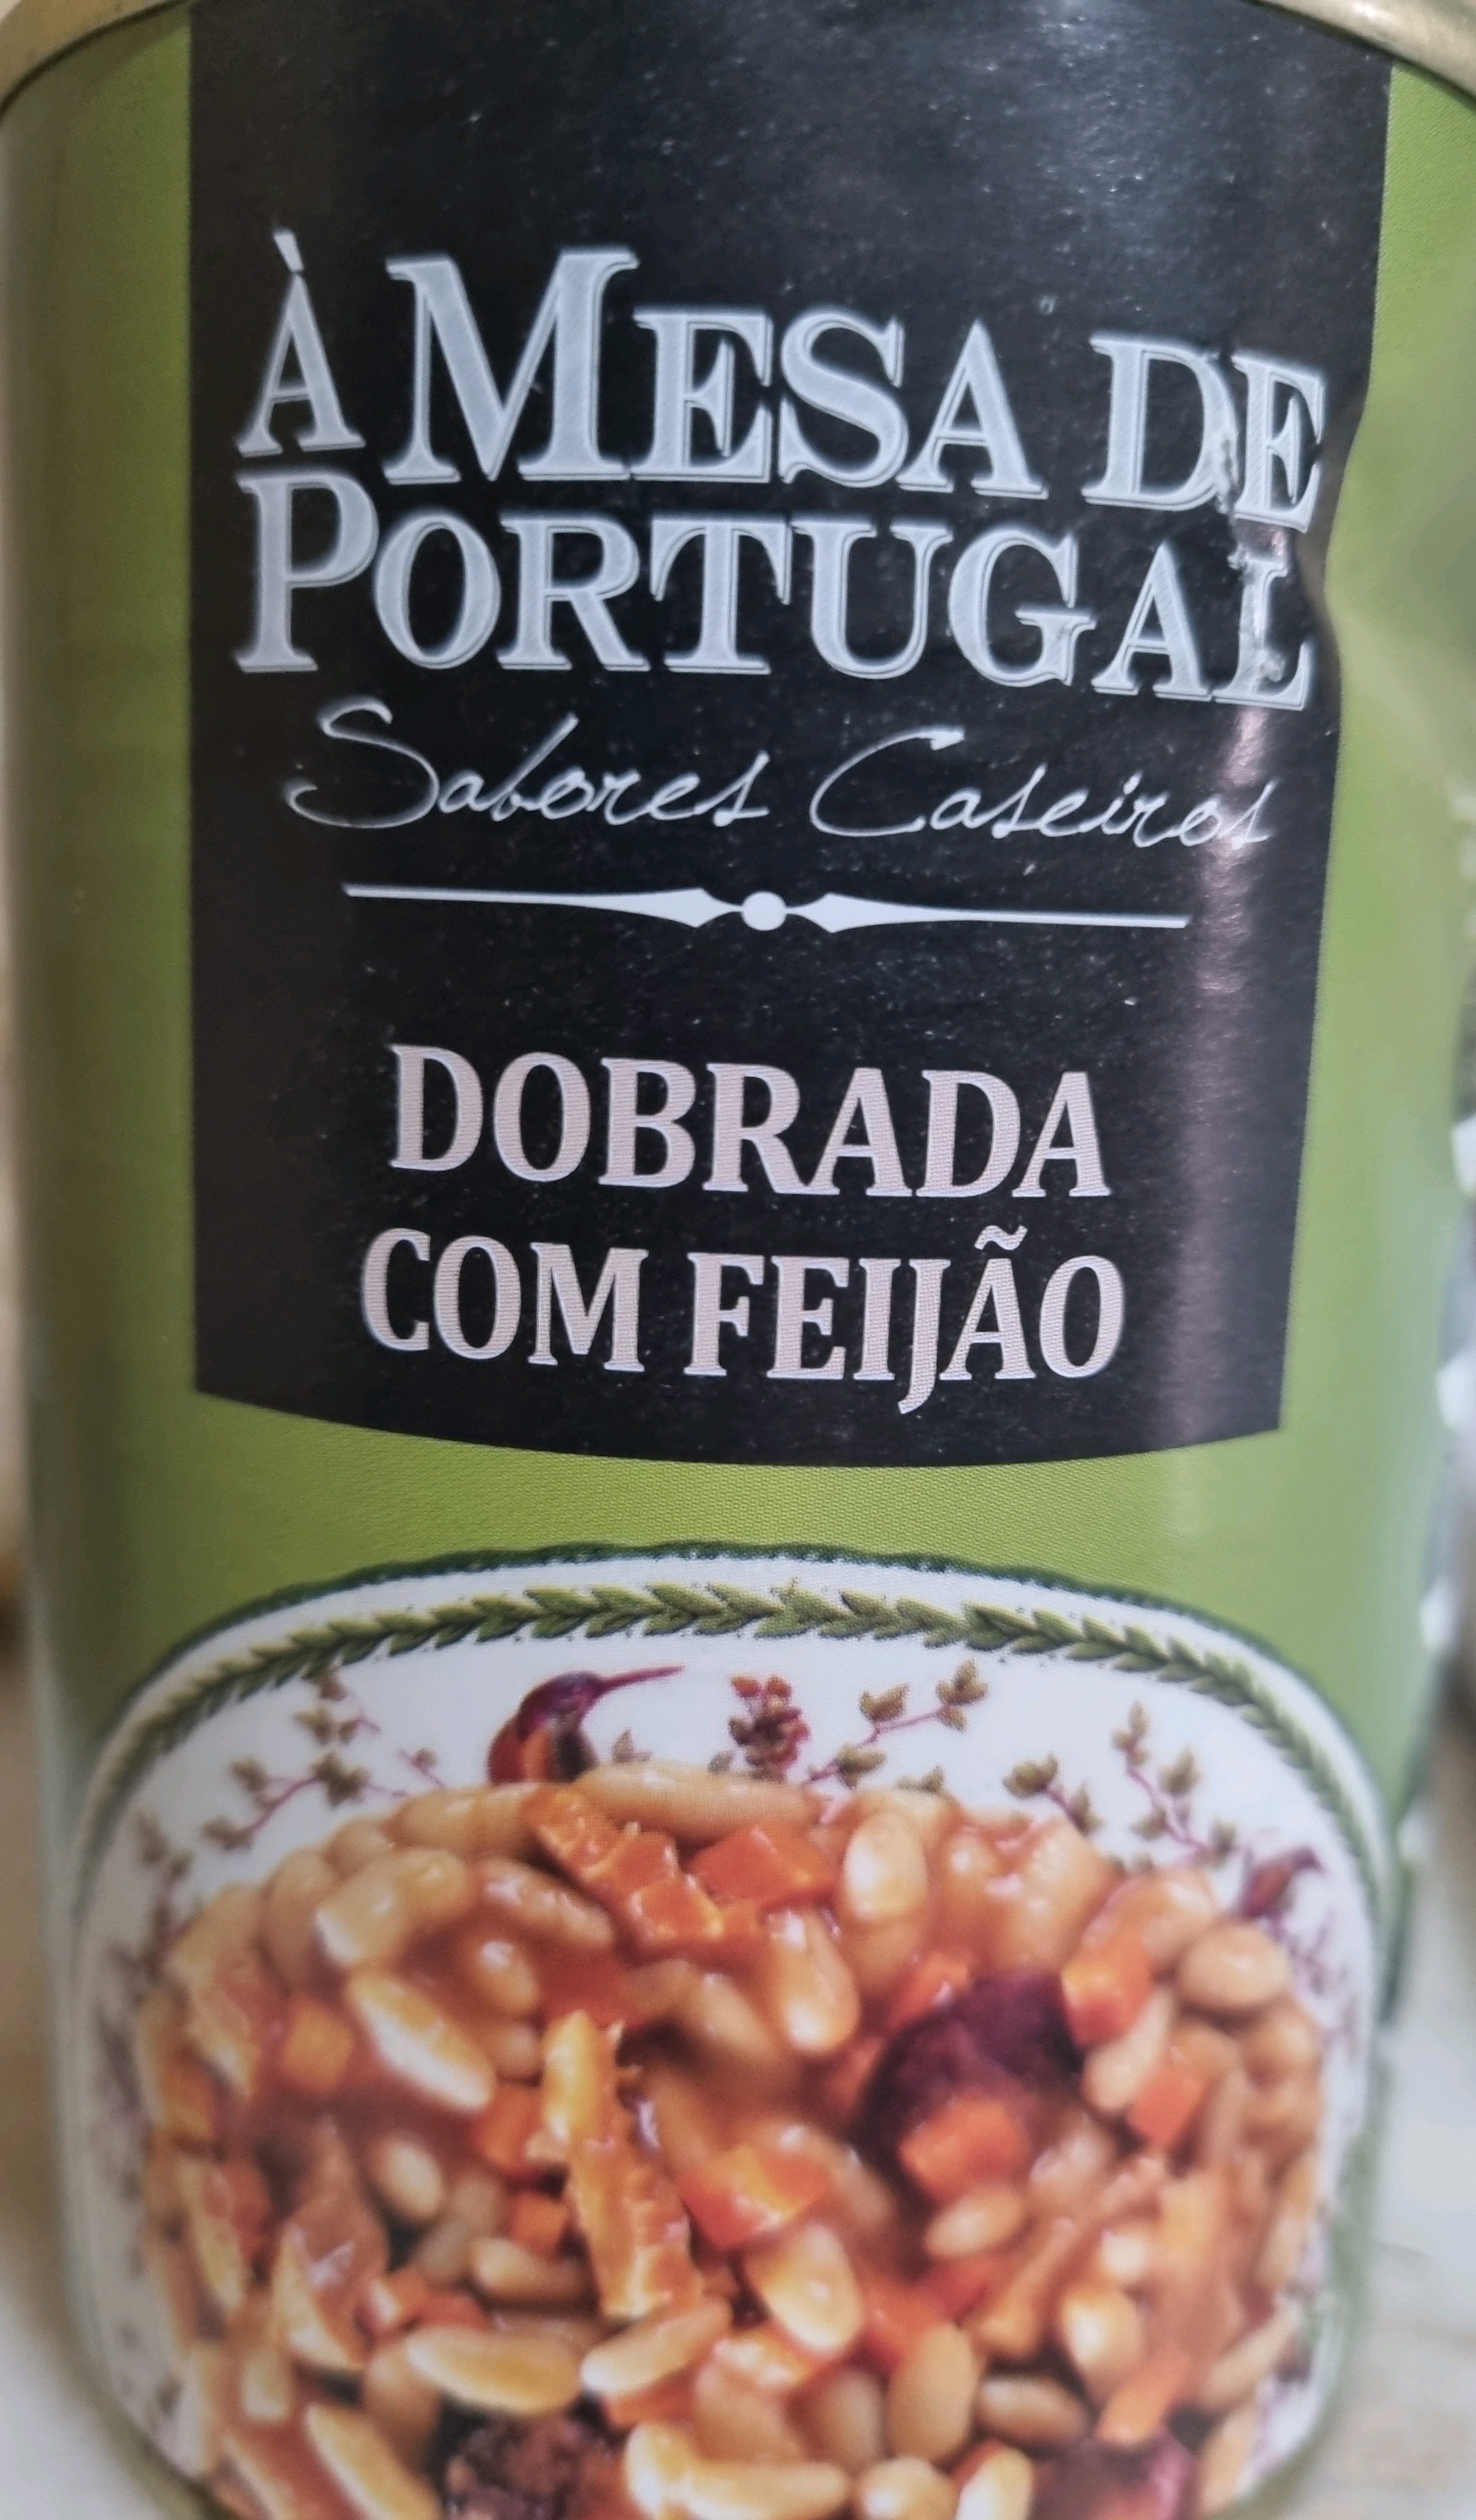 À MESA DE
PORTUGAL
Sabores Caseiros
DOBRADA
COM FEIJÃO